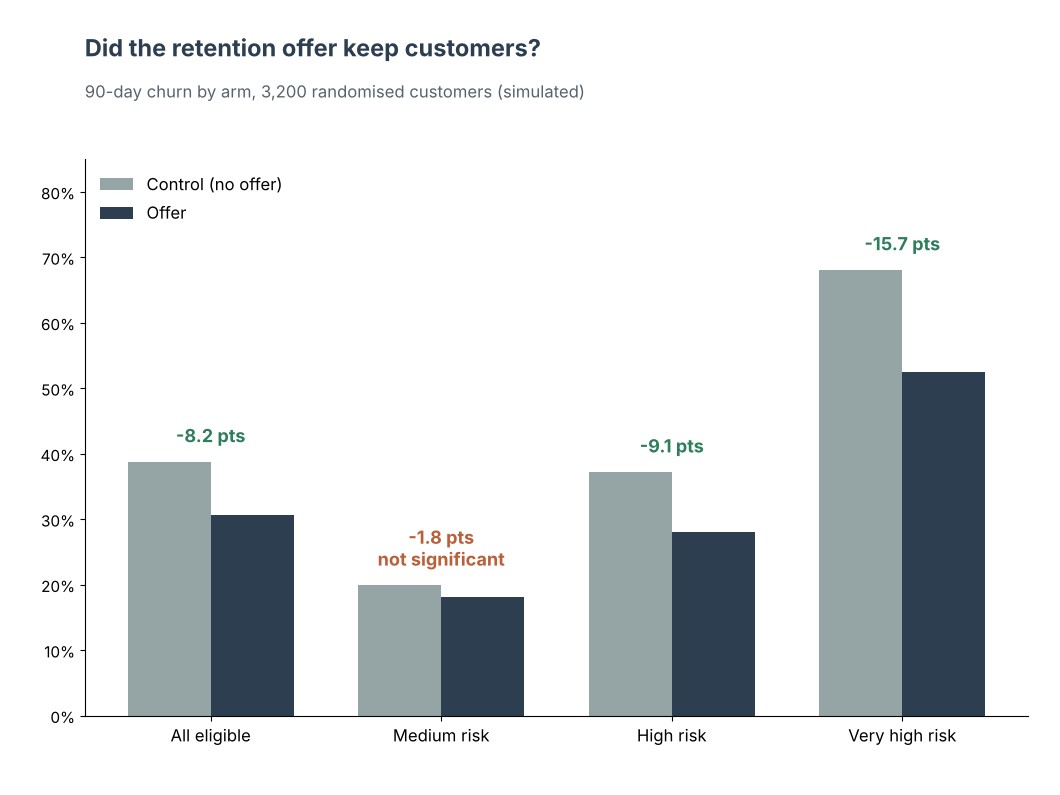 Did the retention offer keep customers?
90-day churn by arm, 3,200 randomised customers (simulated)
Control (no offer)
Offer
80%
70%
60%
50%
40%
30%
20%
10%
0%
-8.2 pts
-1.8 pts
not significant
-9.1 pts
-15.7 pts
All eligible
Medium risk
High risk
Very high risk